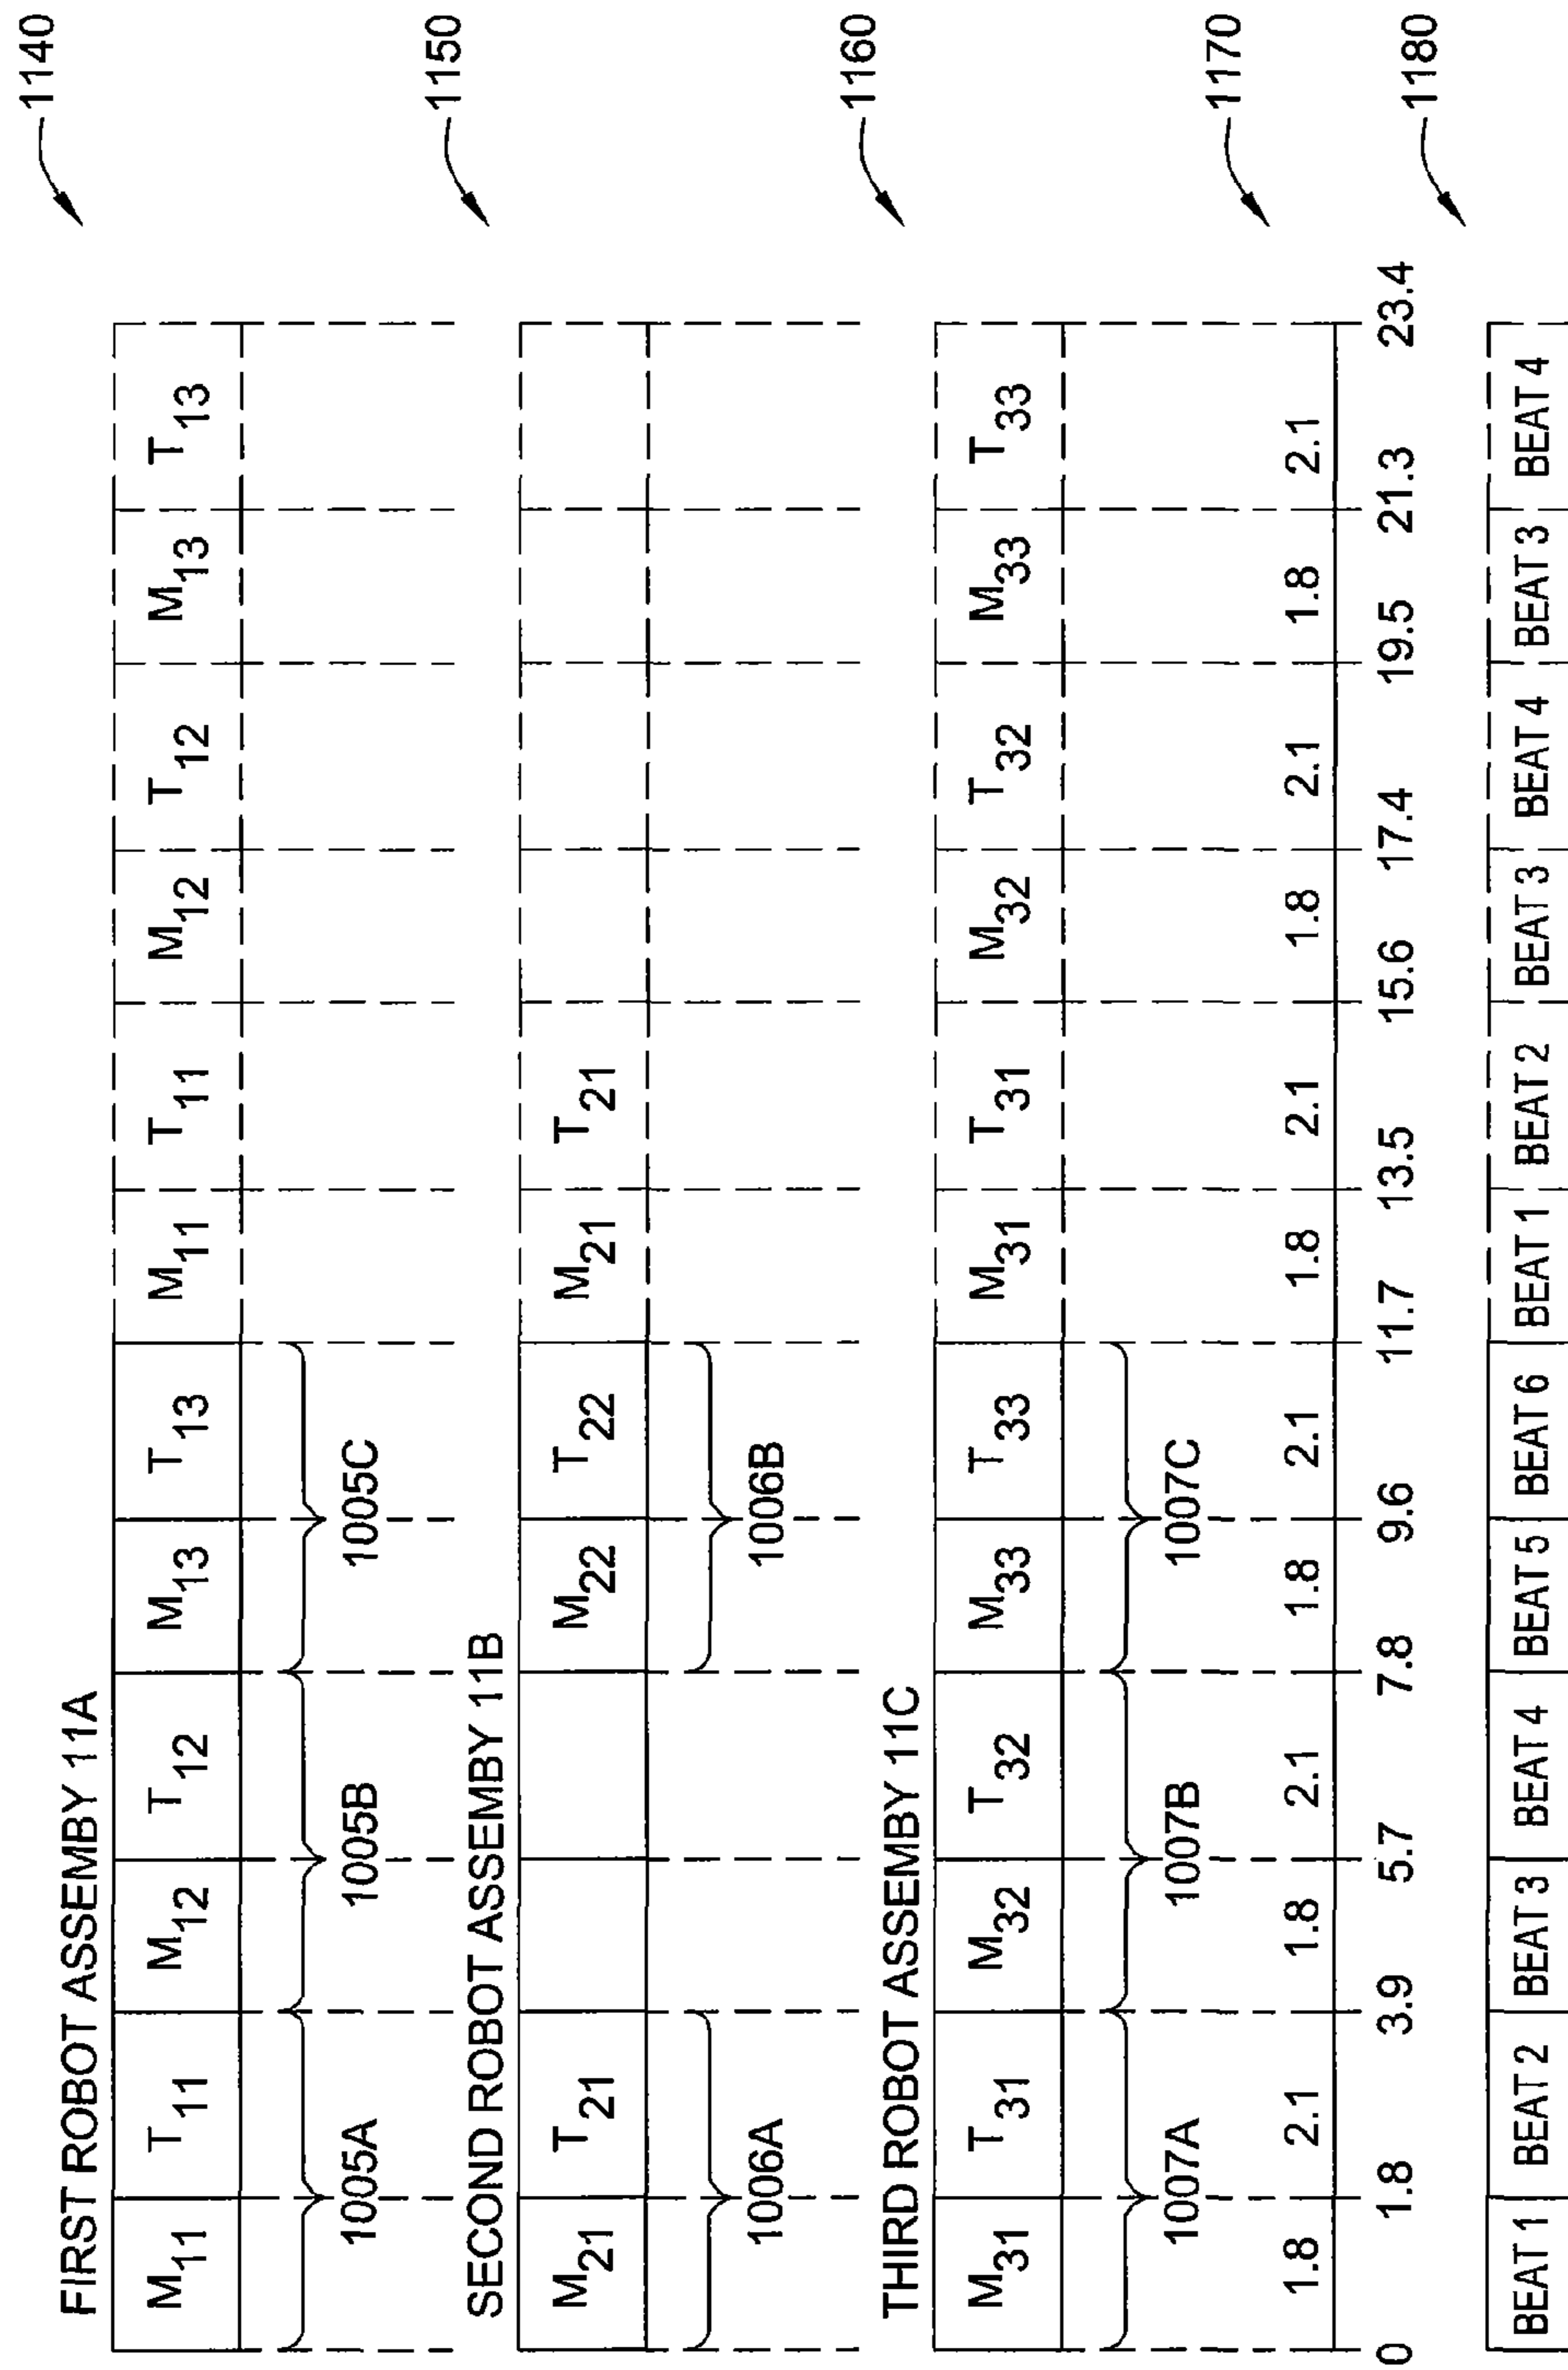 FIRST ROBOT ASSEMBY 11A
1140
M11 T11 M12 T12 M13 T13 M11 T11 M12 T12 M13 T13
1005A 1005B 1005C
SECOND ROBOT ASSEMBY 11B
1150
M21 T21 M22 T22 M21 T21
1006A 1006B
THIRD ROBOT ASSEMBY 11C
1160
M31 T31 M32 T32 M33 T33 M31 T31 M32 T32 M33 T33
1007A 1007B 1007C
1170
1.8 2.1 1.8 2.1 1.8 2.1 1.8 2.1 1.8 2.1 1.8 2.1
0 1.8 3.9 5.7 7.8 9.6 11.7 13.5 15.6 17.4 19.5 21.3 23.4
1180
BEAT 1 BEAT 2 BEAT 3 BEAT 4 BEAT 5 BEAT 6 BEAT 1 BEAT 2 BEAT 3 BEAT 4 BEAT 3 BEAT 4